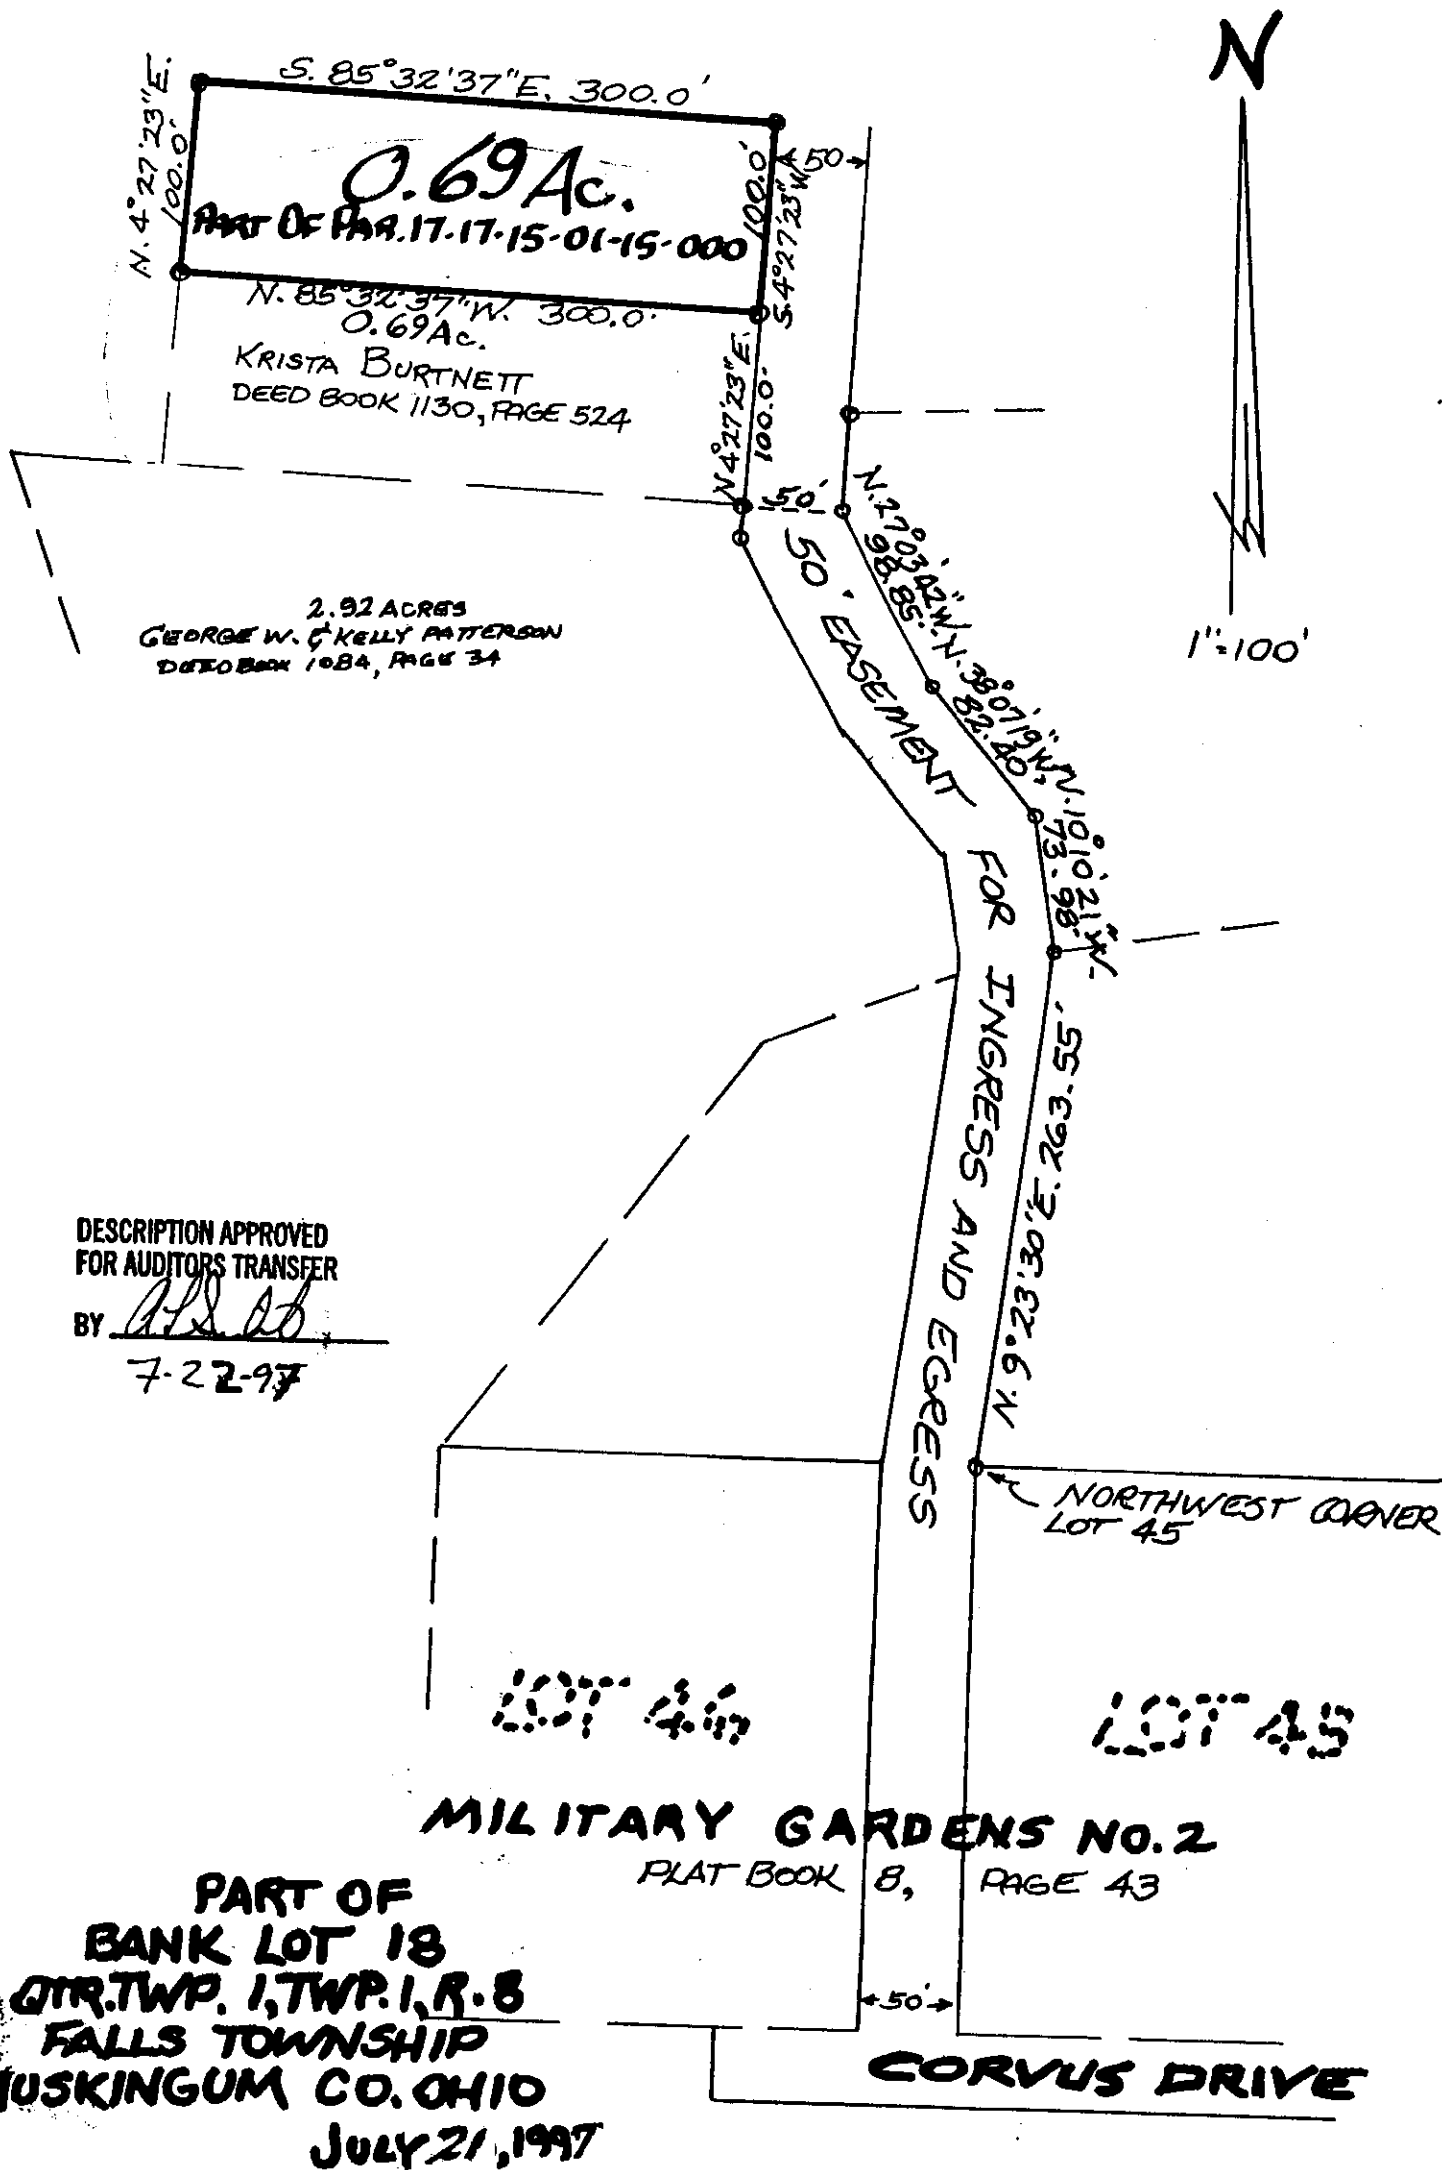 N
S. 85°32'37"E. 300.0'
N. 4°27'23"E.
100.0'
0.69 Ac.
PART OF PAR. 17-17-15-01-15-000
100.0'
S. 4°27'23"W.
50
N. 85°32'37"W. 300.0'
0.69 Ac.
KRISTA BURTNETT
DEED BOOK 1130, PAGE 524
N 4°27'23"E.
100.0'
50'
N. 27°03'42"W.
98.85'
N. 38°07'19"W.
82.40'
N. 10°10'21"W.
73.98'
1"=100'
2.92 ACRES
GEORGE W. & KELLY PATTERSON
DEED BOOK 1084, PAGE 34
50' EASEMENT FOR INGRESS AND EGRESS
N. 9°23'30"E. 263.55'
DESCRIPTION APPROVED
FOR AUDITORS TRANSFER
BY
7-22-97
NORTHWEST CORNER
LOT 45
LOT 46
LOT 45
MILITARY GARDENS NO. 2
PLAT BOOK 8, PAGE 43
PART OF
BANK LOT 18
QTR. TWP. 1, TWP. 1, R. 8
FALLS TOWNSHIP
MUSKINGUM CO. OHIO
JULY 21, 1997
50'
CORVUS DRIVE